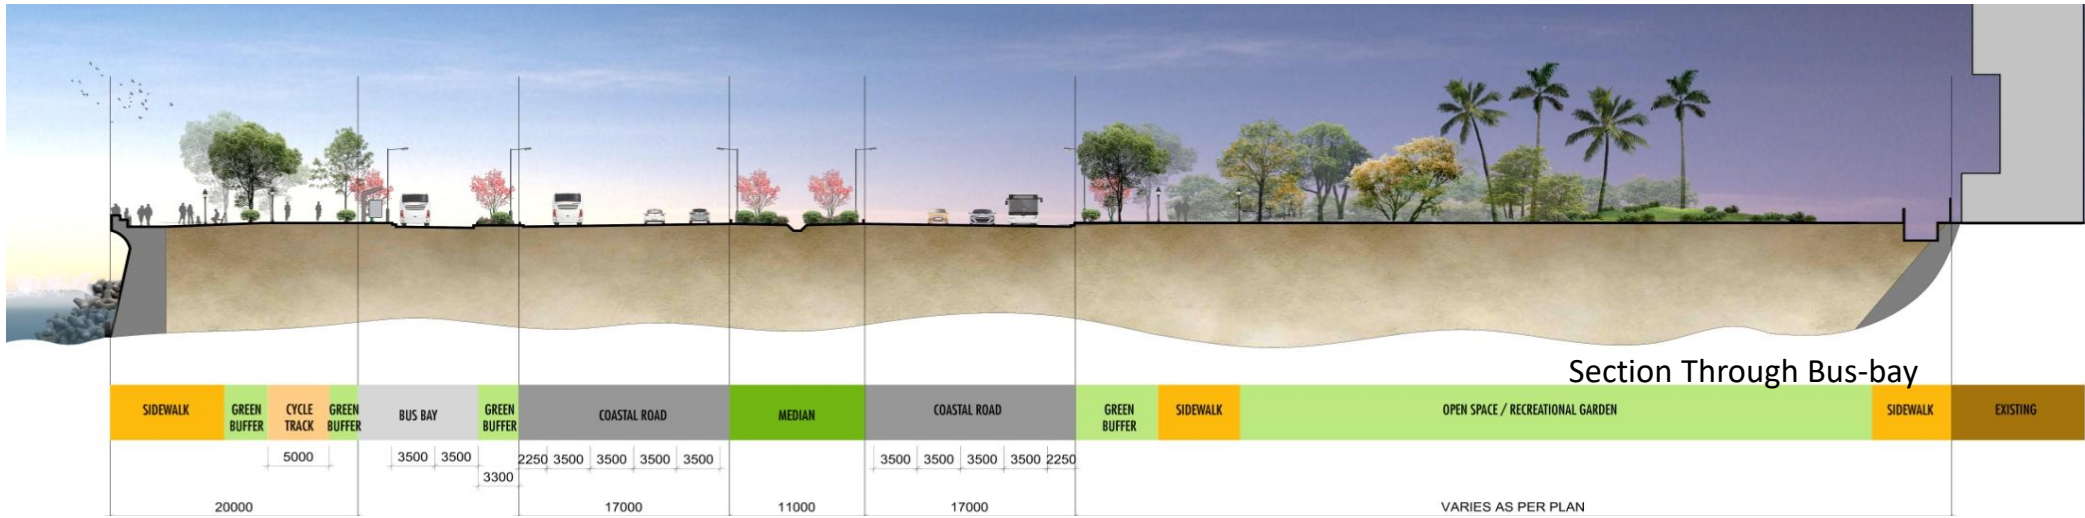 Section Through Bus-bay
SIDEWALK
GREEN
BUFFER
CYCLE
TRACK
GREEN
BUFFER
BUS BAY
GREEN
BUFFER
COASTAL ROAD
MEDIAN
COASTAL ROAD
GREEN
BUFFER
SIDEWALK
OPEN SPACE / RECREATIONAL GARDEN
SIDEWALK
EXISTING
5000
3500 3500
3300
2250 3500 3500 3500 3500
3500 3500 3500 3500 2250
20000
17000
11000
17000
VARIES AS PER PLAN